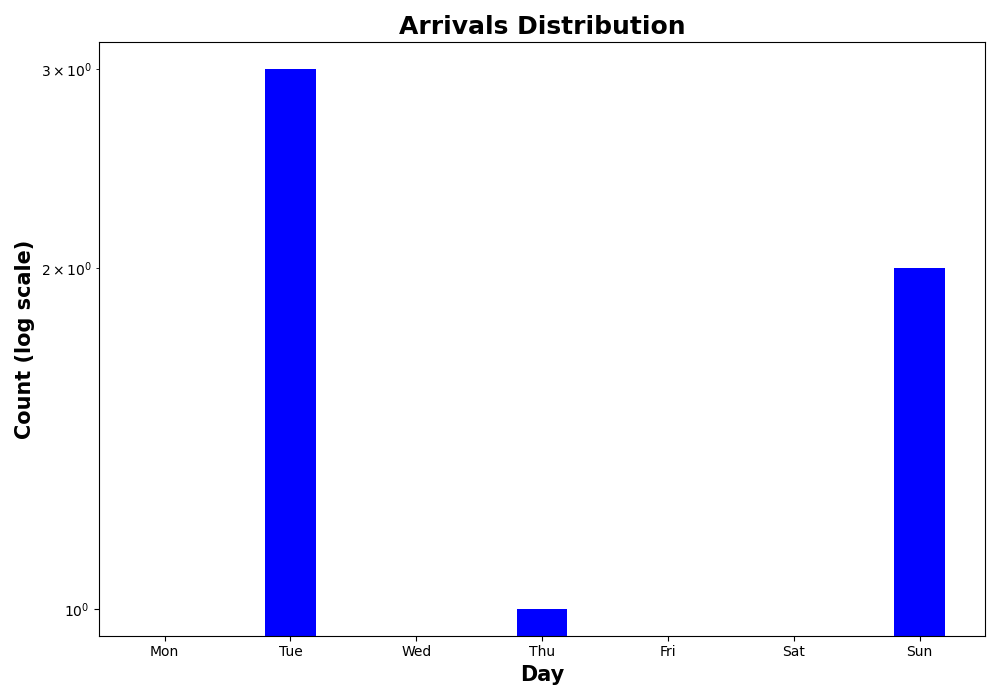 Arrivals Distribution
3 × 10⁰
2 × 10⁰
10⁰
Count (log scale)
Mon Tue Wed Thu Fri Sat Sun
Day